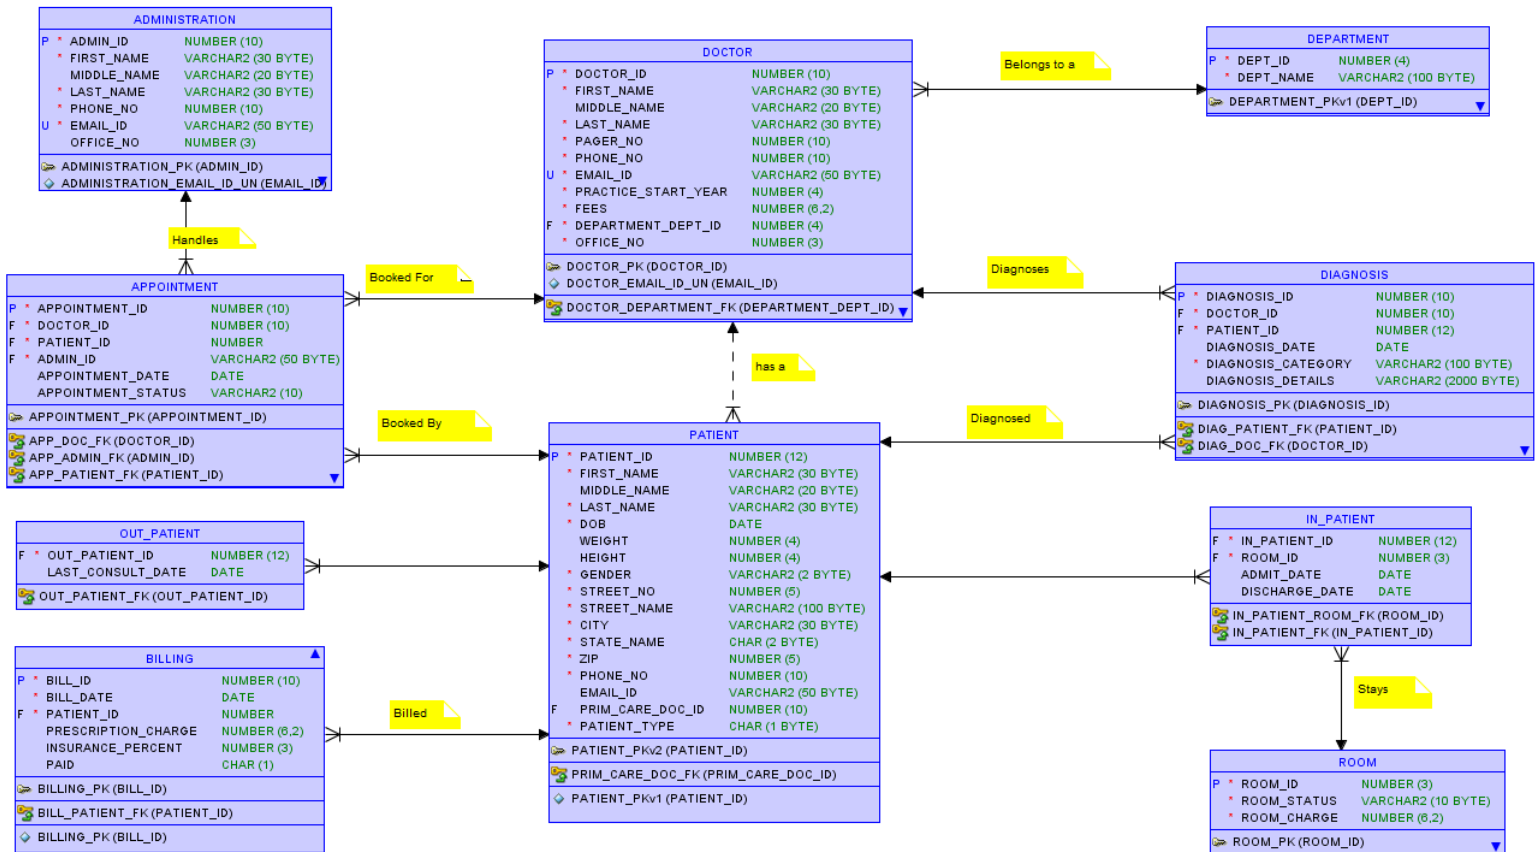 ADMINISTRATION
P * ADMIN_ID NUMBER (10)
* FIRST_NAME VARCHAR2 (30 BYTE)
MIDDLE_NAME VARCHAR2 (20 BYTE)
* LAST_NAME VARCHAR2 (30 BYTE)
* PHONE_NO NUMBER (10)
U * EMAIL_ID VARCHAR2 (50 BYTE)
OFFICE_NO NUMBER (3)
ADMINISTRATION_PK (ADMIN_ID)
ADMINISTRATION_EMAIL_ID_UN (EMAIL_ID)
DOCTOR
P * DOCTOR_ID NUMBER (10)
* FIRST_NAME VARCHAR2 (30 BYTE)
MIDDLE_NAME VARCHAR2 (20 BYTE)
* LAST_NAME VARCHAR2 (30 BYTE)
* PAGER_NO NUMBER (10)
* PHONE_NO NUMBER (10)
U * EMAIL_ID VARCHAR2 (50 BYTE)
* PRACTICE_START_YEAR NUMBER (4)
* FEES NUMBER (6,2)
F * DEPARTMENT_DEPT_ID NUMBER (4)
* OFFICE_NO NUMBER (3)
DOCTOR_PK (DOCTOR_ID)
DOCTOR_EMAIL_ID_UN (EMAIL_ID)
DOCTOR_DEPARTMENT_FK (DEPARTMENT_DEPT_ID)
Belongs to a
DEPARTMENT
P * DEPT_ID NUMBER (4)
* DEPT_NAME VARCHAR2 (100 BYTE)
DEPARTMENT_PKv1 (DEPT_ID)
Handles
Booked For
Diagnoses
APPOINTMENT
P * APPOINTMENT_ID NUMBER (10)
F * DOCTOR_ID NUMBER (10)
F * PATIENT_ID NUMBER
F * ADMIN_ID VARCHAR2 (50 BYTE)
APPOINTMENT_DATE DATE
APPOINTMENT_STATUS VARCHAR2 (10)
APPOINTMENT_PK (APPOINTMENT_ID)
APP_DOC_FK (DOCTOR_ID)
APP_ADMIN_FK (ADMIN_ID)
APP_PATIENT_FK (PATIENT_ID)
DIAGNOSIS
P * DIAGNOSIS_ID NUMBER (10)
F * DOCTOR_ID NUMBER (10)
F * PATIENT_ID NUMBER (12)
DIAGNOSIS_DATE DATE
* DIAGNOSIS_CATEGORY VARCHAR2 (100 BYTE)
DIAGNOSIS_DETAILS VARCHAR2 (2000 BYTE)
DIAGNOSIS_PK (DIAGNOSIS_ID)
DIAG_PATIENT_FK (PATIENT_ID)
DIAG_DOC_FK (DOCTOR_ID)
has a
Booked By
Diagnosed
PATIENT
P * PATIENT_ID NUMBER (12)
* FIRST_NAME VARCHAR2 (30 BYTE)
MIDDLE_NAME VARCHAR2 (20 BYTE)
* LAST_NAME VARCHAR2 (30 BYTE)
* DOB DATE
WEIGHT NUMBER (4)
HEIGHT NUMBER (4)
* GENDER VARCHAR2 (2 BYTE)
* STREET_NO NUMBER (5)
* STREET_NAME VARCHAR2 (100 BYTE)
* CITY VARCHAR2 (30 BYTE)
* STATE_NAME CHAR (2 BYTE)
* ZIP NUMBER (5)
* PHONE_NO NUMBER (10)
EMAIL_ID VARCHAR2 (50 BYTE)
F PRIM_CARE_DOC_ID NUMBER (10)
* PATIENT_TYPE CHAR (1 BYTE)
PATIENT_PKv2 (PATIENT_ID)
PRIM_CARE_DOC_FK (PRIM_CARE_DOC_ID)
PATIENT_PKv1 (PATIENT_ID)
OUT_PATIENT
F * OUT_PATIENT_ID NUMBER (12)
LAST_CONSULT_DATE DATE
OUT_PATIENT_FK (OUT_PATIENT_ID)
IN_PATIENT
F * IN_PATIENT_ID NUMBER (12)
F * ROOM_ID NUMBER (3)
ADMIT_DATE DATE
DISCHARGE_DATE DATE
IN_PATIENT_ROOM_FK (ROOM_ID)
IN_PATIENT_FK (IN_PATIENT_ID)
BILLING
P * BILL_ID NUMBER (10)
* BILL_DATE DATE
F * PATIENT_ID NUMBER
PRESCRIPTION_CHARGE NUMBER (6,2)
INSURANCE_PERCENT NUMBER (3)
PAID CHAR (1)
BILLING_PK (BILL_ID)
BILL_PATIENT_FK (PATIENT_ID)
BILLING_PK (BILL_ID)
Billed
Stays
ROOM
P * ROOM_ID NUMBER (3)
* ROOM_STATUS VARCHAR2 (10 BYTE)
* ROOM_CHARGE NUMBER (6,2)
ROOM_PK (ROOM_ID)